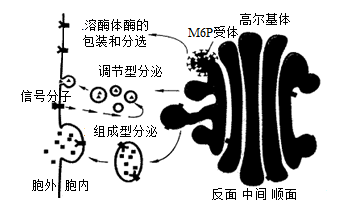 .溶酶体酶的
包装和分选
M6P受体
高尔基体
调节型分泌
信号分子
组成型分泌
胞外 胞内
反面 中间 顺面